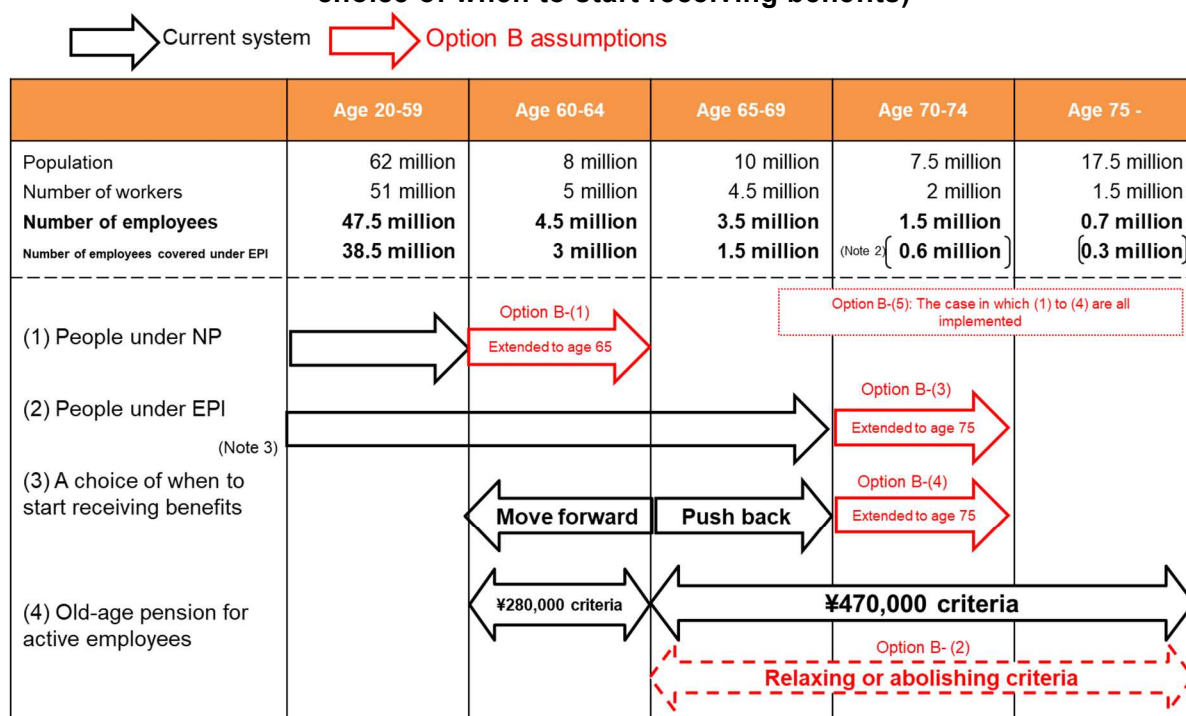 choice of when to start receiving benefits)
Current system
Option B assumptions
Age 20-59 Age 60-64 Age 65-69 Age 70-74 Age 75 -
Population 62 million 8 million 10 million 7.5 million 17.5 million
Number of workers 51 million 5 million 4.5 million 2 million 1.5 million
Number of employees 47.5 million 4.5 million 3.5 million 1.5 million 0.7 million
Number of employees covered under EPI 38.5 million 3 million 1.5 million (Note 2) (0.6 million) (0.3 million)
Option B-(5): The case in which (1) to (4) are all
implemented
Option B-(1)
(1) People under NP
Extended to age 65
Option B-(3)
(2) People under EPI
Extended to age 75
(Note 3)
(3) A choice of when to
start receiving benefits
Option B-(4)
Move forward
Push back
Extended to age 75
(4) Old-age pension for
active employees
¥280,000 criteria
¥470,000 criteria
Option B- (2)
Relaxing or abolishing criteria